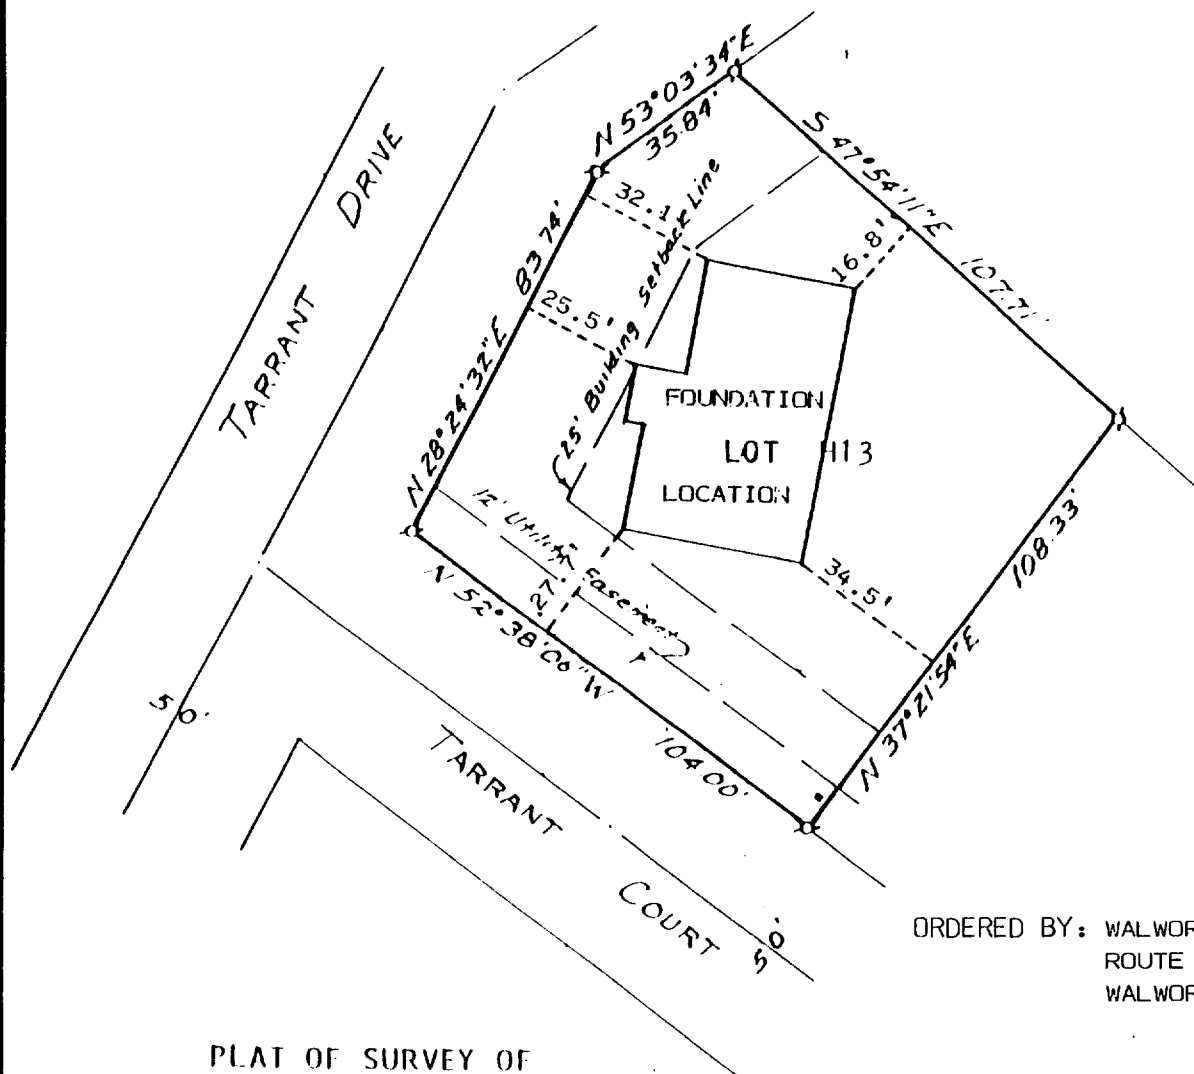 N 53°03'34"E
35.84'
S 47°54'11"E
107.71'
TARRANT DRIVE
32.1
25' Building Setback Line
16.8'
N 28°24'32"E 83.74'
25.5'
FOUNDATION
LOT H13
LOCATION
12' Utility Easement
27.
34.5'
108.33'
N 37°21'54"E
N 52°38'06"W
104.00'
50'
TARRANT COURT
50'
ORDERED BY: WALWOR
ROUTE
WALWOR
PLAT OF SURVEY OF